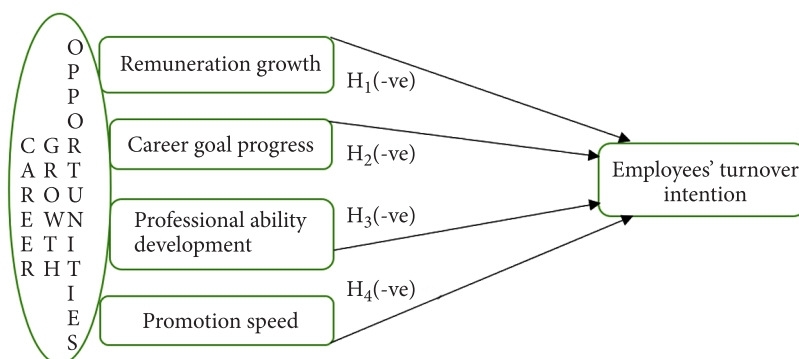 CAREER
GROWTH
OPPORTUNITIES
Remuneration growth
H₁(-ve)
Career goal progress
H₂(-ve)
Professional ability
development
H₃(-ve)
Promotion speed
H₄(-ve)
Employees’ turnover
intention